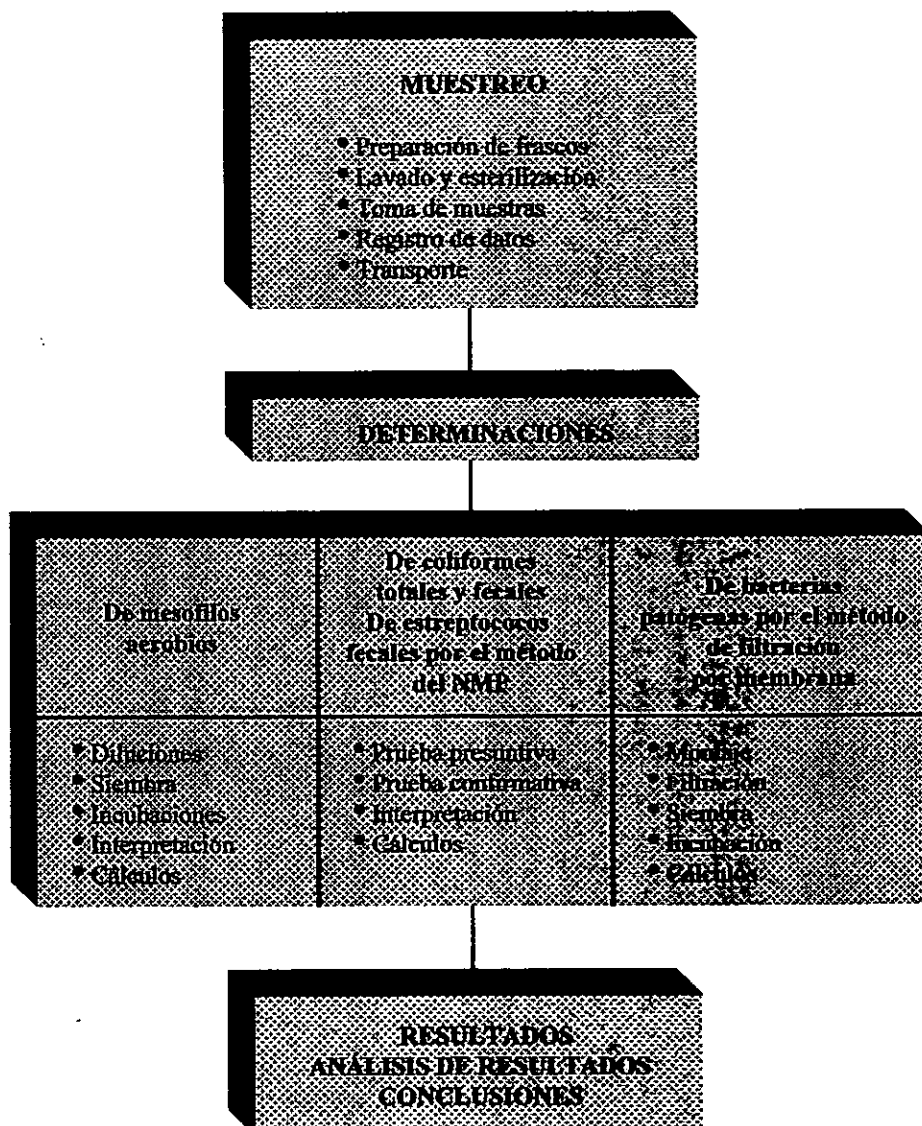 MUESTREO
• Preparación de frascos
• Lavado y esterilización
• Toma de muestras
• Registro de datos
• Transporte
DETERMINACIONES
De mesofilos
aerobios
De coliformes
totales y fecales
De estreptococos
fecales por el método
del NMP
De bacterias
patógenas por el método
de filtración
por membrana
• Diluciones
• Siembra
• Incubaciones
• Interpretación
• Cálculos
• Prueba presuntiva
• Prueba confirmativa
• Interpretación
• Cálculos
• Montaje
• Filtración
• Siembra
• Incubación
• Cálculos
RESULTADOS
ANÁLISIS DE RESULTADOS
CONCLUSIONES